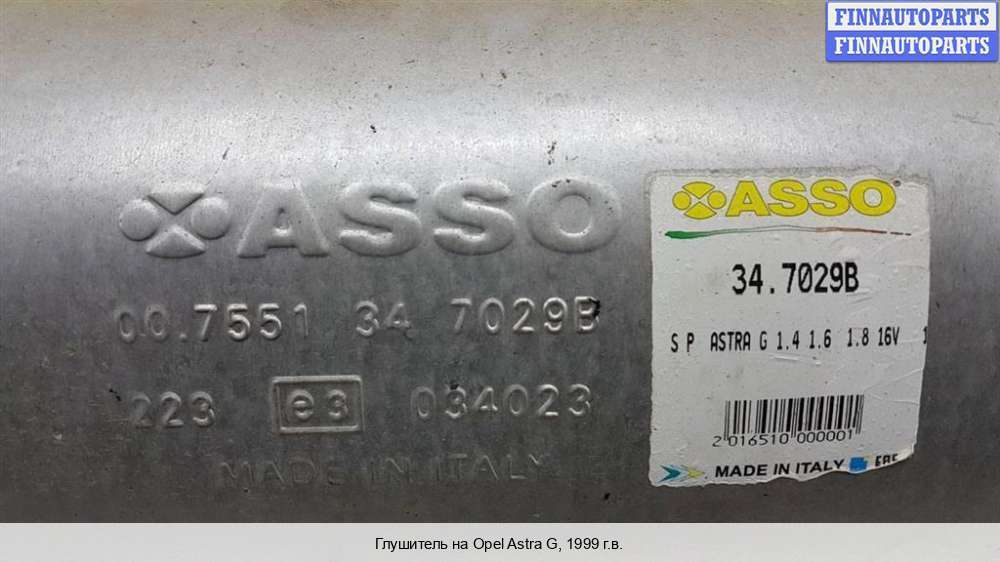 FINNAUTOPARTS
FINNAUTOPARTS
ASSO
00.7551 34 7029B
223 e3 034023
MADE IN ITALY
ASSO
34.7029B
S P ASTRA G 1.4 1.6 1.8 16V
2 016510 000001
MADE IN ITALY
Глушитель на Opel Astra G, 1999 г.в.